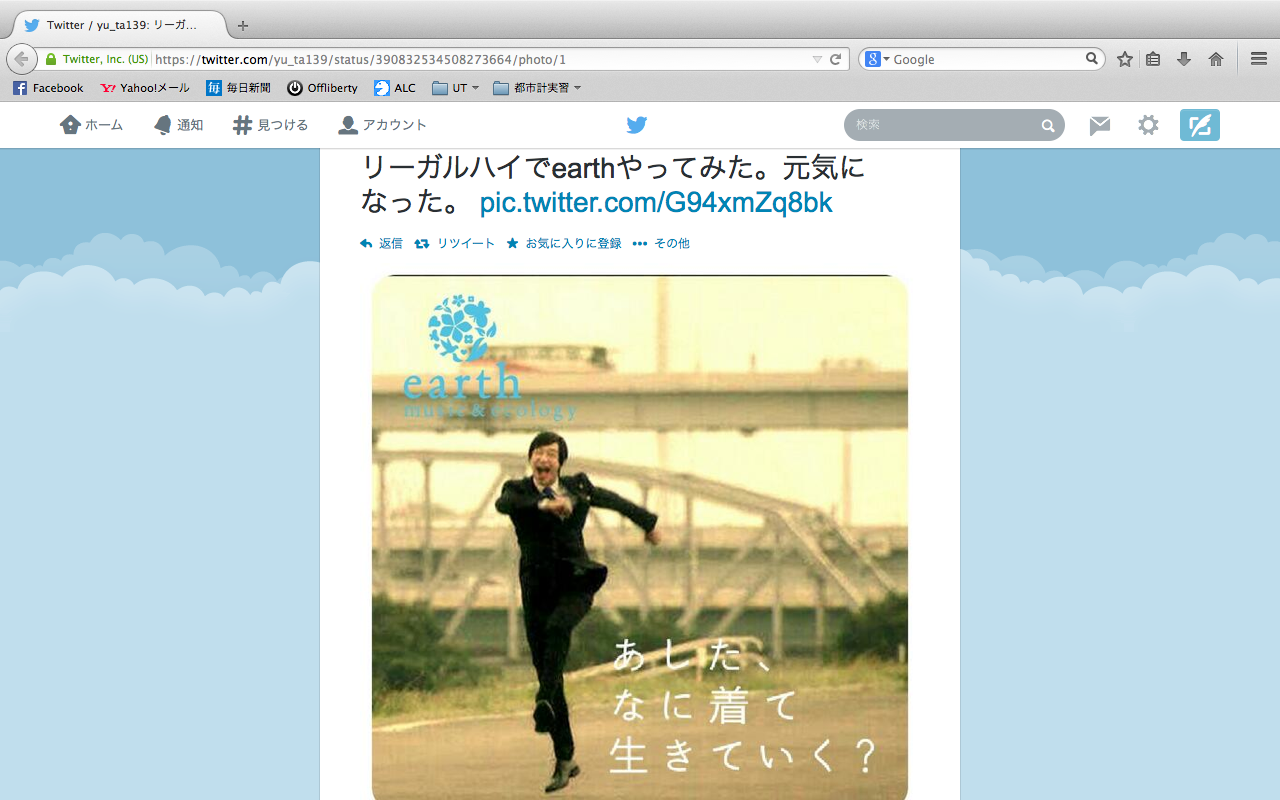 Twitter / yu_ta139: リーガ...
Twitter, Inc. (US) https://twitter.com/yu_ta139/status/390832534508273664/photo/1
Google
Facebook Yahoo!メール 毎日新聞 Offliberty ALC UT 都市計実習
ホーム 通知 見つける アカウント 検索
リーガルハイでearthやってみた。元気に
なった。 pic.twitter.com/G94xmZq8bk
返信 リツイート お気に入りに登録 その他
earth
music & ecology
あした、
なに着て
生きていく？